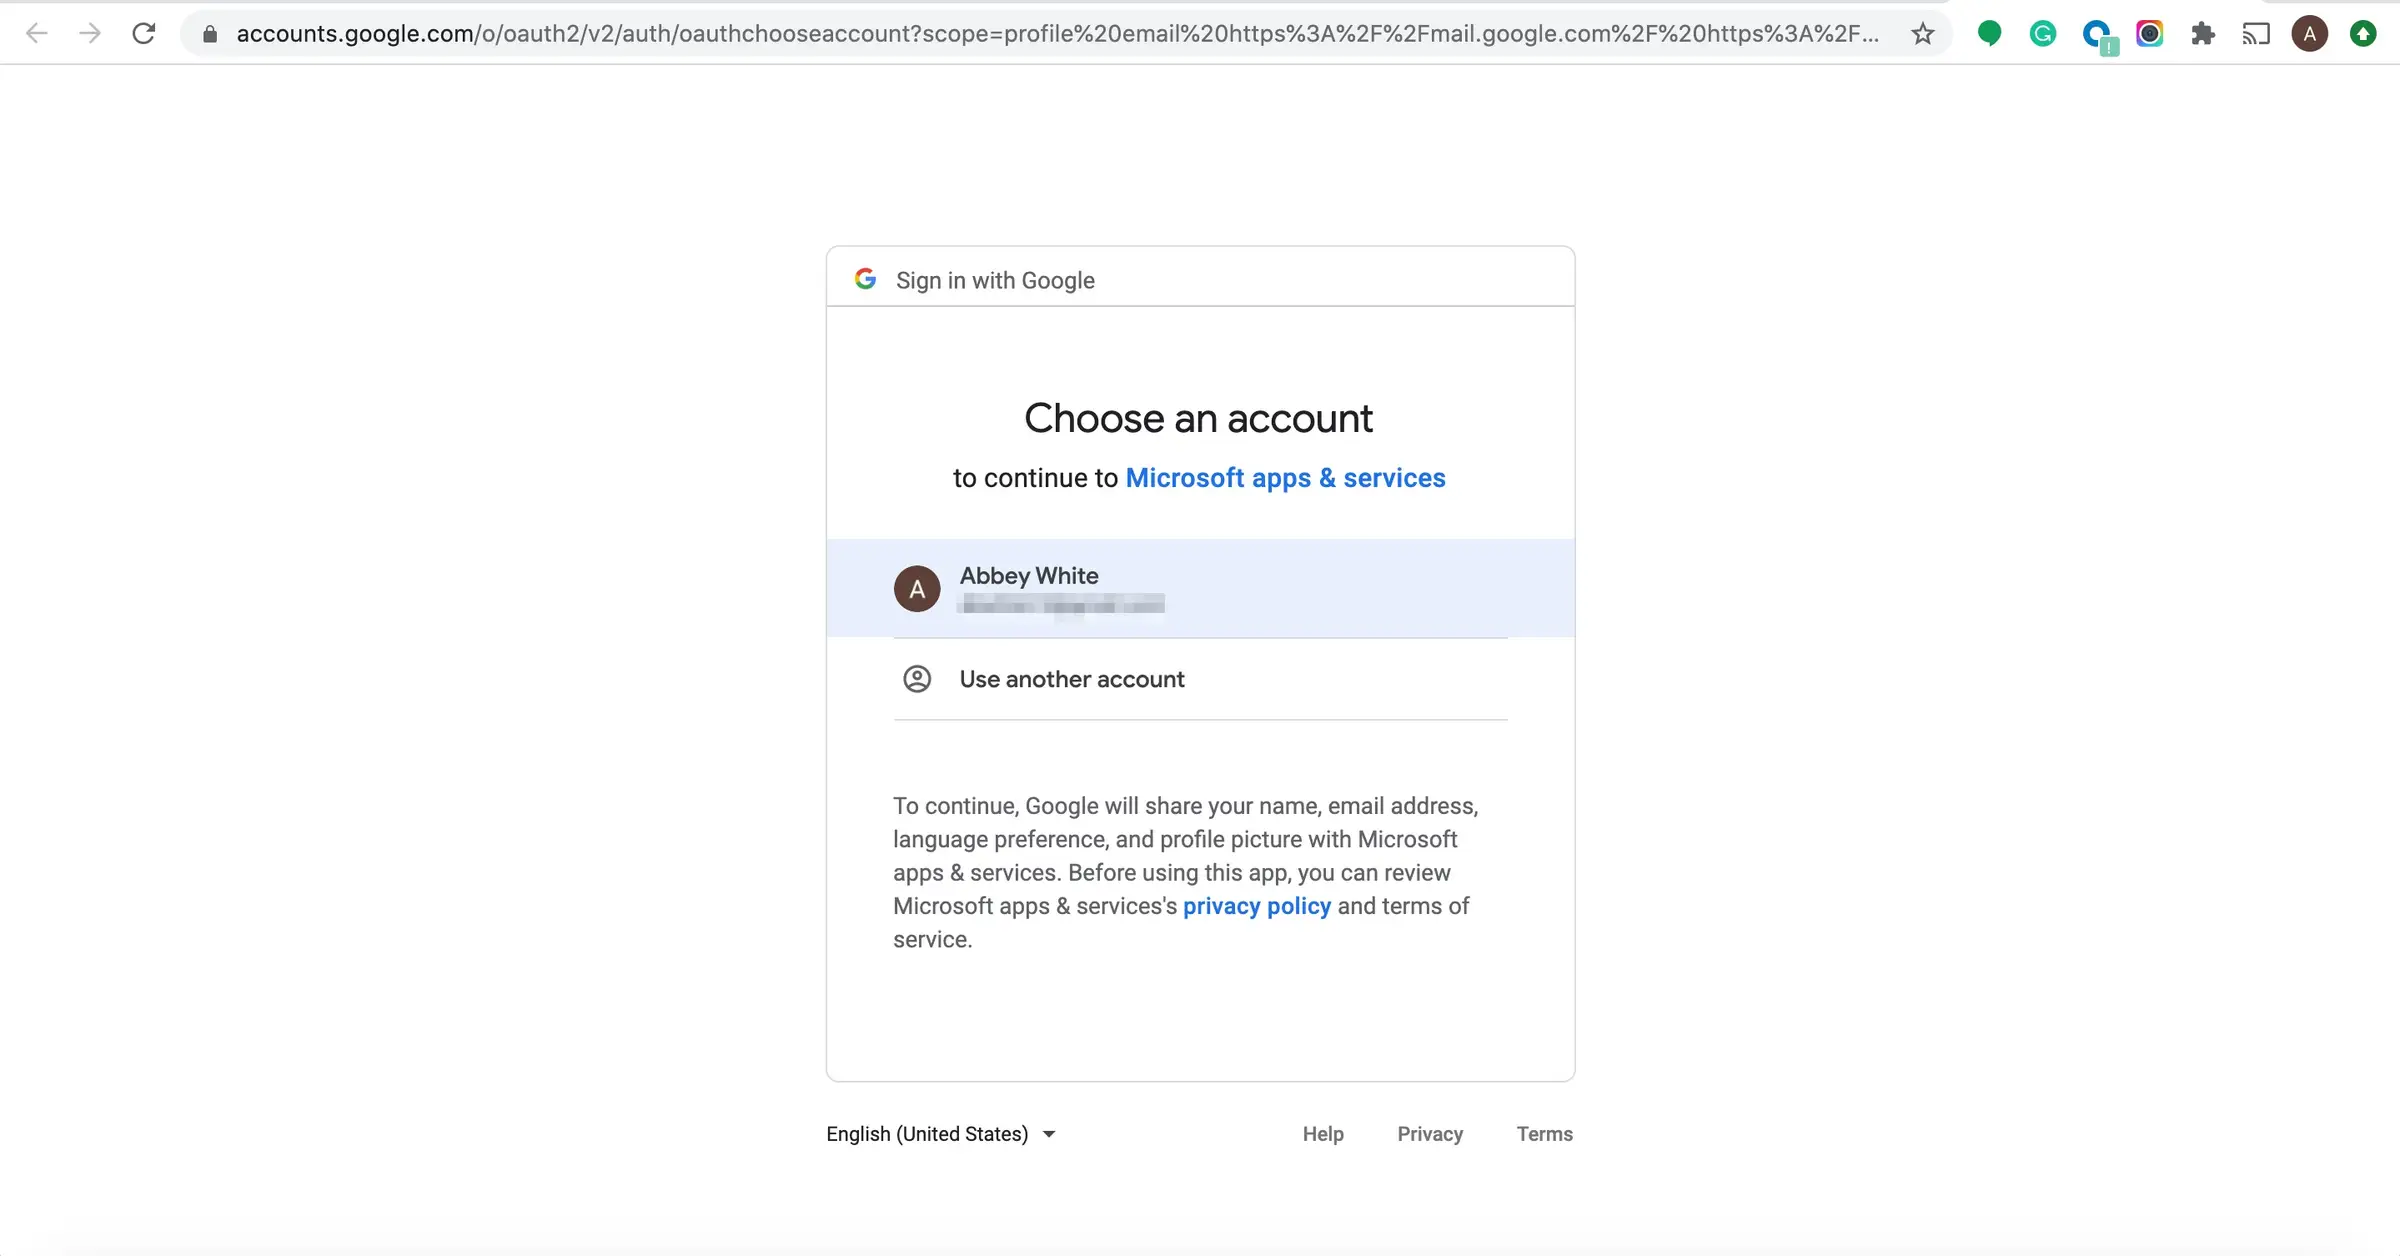 accounts.google.com/o/oauth2/v2/auth/oauthchooseaccount?scope=profile%20email%20https%3A%2F%2Fmail.google.com%2F%20https%3A%2F...
A
Sign in with Google
Choose an account
to continue to Microsoft apps & services
A
Abbey White
Use another account
To continue, Google will share your name, email address,
language preference, and profile picture with Microsoft
apps & services. Before using this app, you can review
Microsoft apps & services's privacy policy and terms of
service.
English (United States)
Help
Privacy
Terms